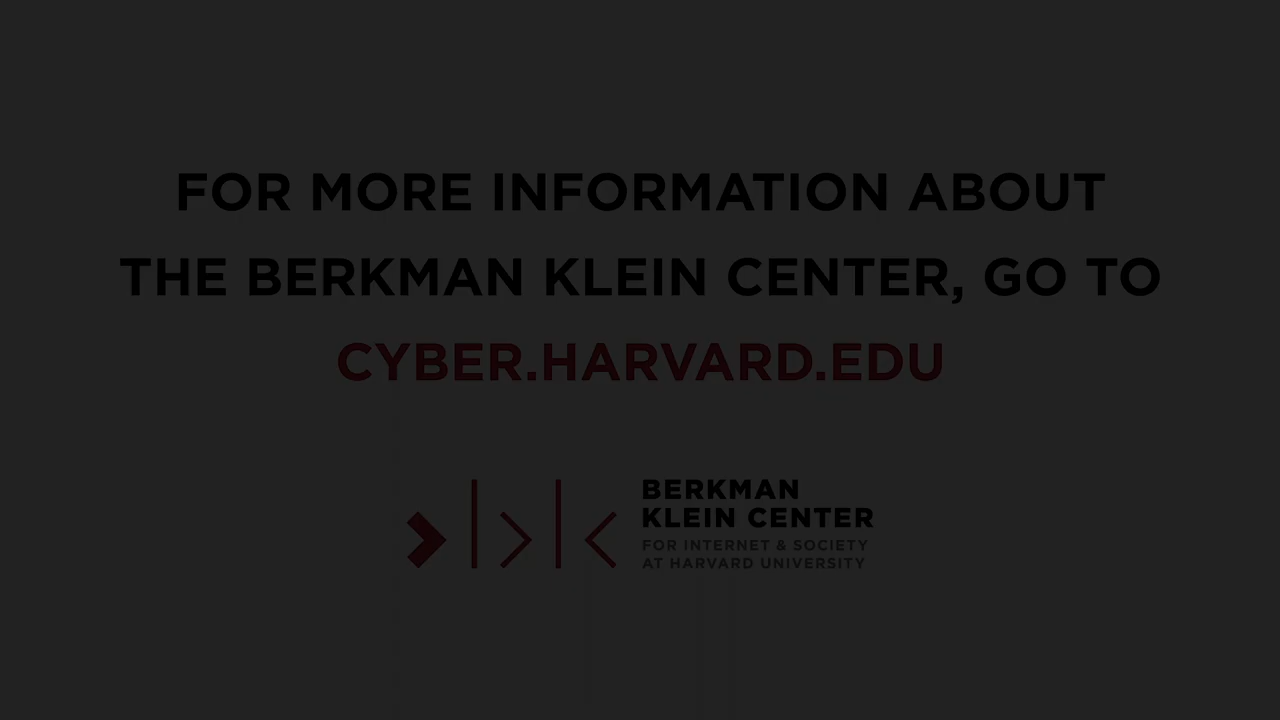 FOR MORE INFORMATION ABOUT
THE BERKMAN KLEIN CENTER, GO TO
CYBER.HARVARD.EDU
BERKMAN
KLEIN CENTER
FOR INTERNET & SOCIETY
AT HARVARD UNIVERSITY